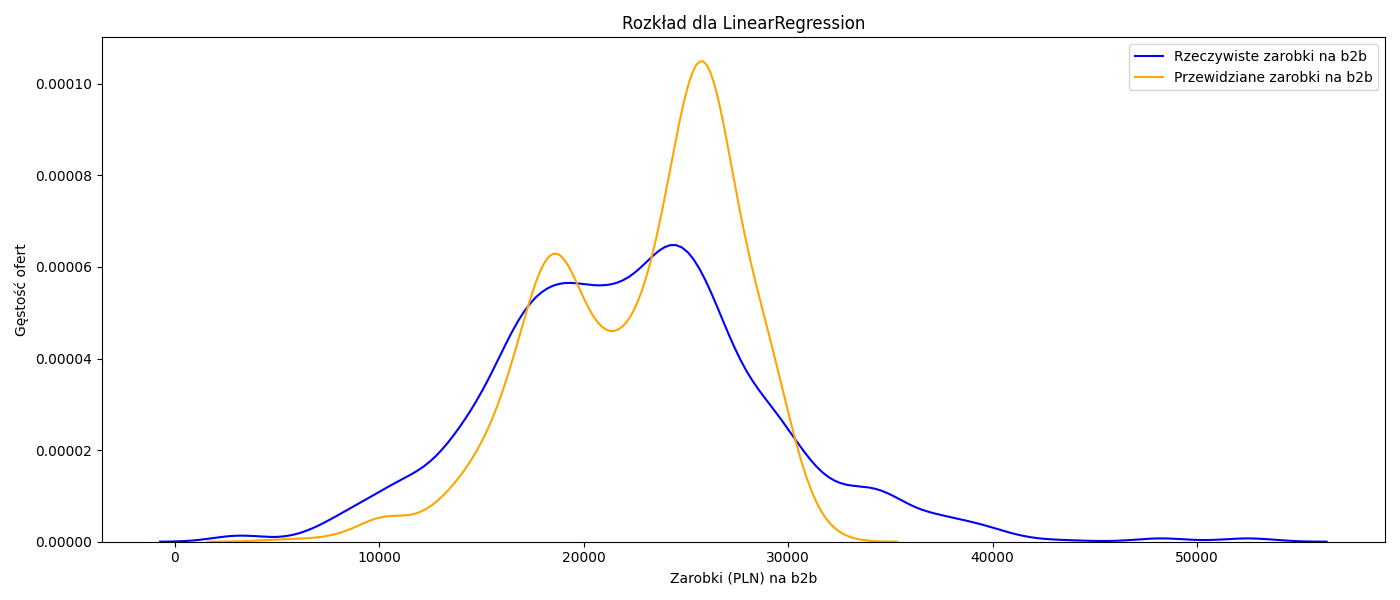 Rozkład dla LinearRegression
Rzeczywiste zarobki na b2b
Przewidziane zarobki na b2b
Gęstość ofert
0.00010
0.00008
0.00006
0.00004
0.00002
0.00000
0 10000 20000 30000 40000 50000
Zarobki (PLN) na b2b